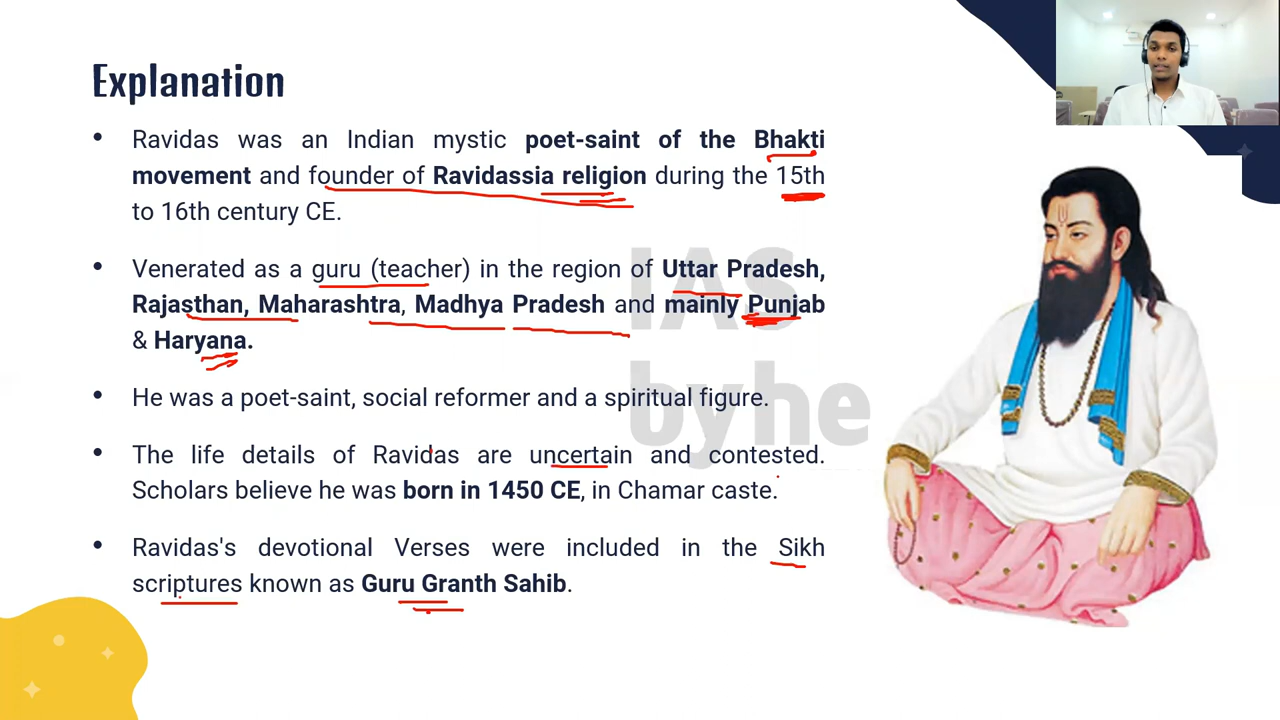 Explanation
• Ravidas was an Indian mystic poet-saint of the Bhakti
movement and founder of Ravidassia religion during the 15th
to 16th century CE.
• Venerated as a guru (teacher) in the region of Uttar Pradesh,
Rajasthan, Maharashtra, Madhya Pradesh and mainly Punjab
& Haryana.
• He was a poet-saint, social reformer and a spiritual figure.
• The life details of Ravidas are uncertain and contested.
Scholars believe he was born in 1450 CE, in Chamar caste.
• Ravidas's devotional Verses were included in the Sikh
scriptures known as Guru Granth Sahib.
IAS
byhe